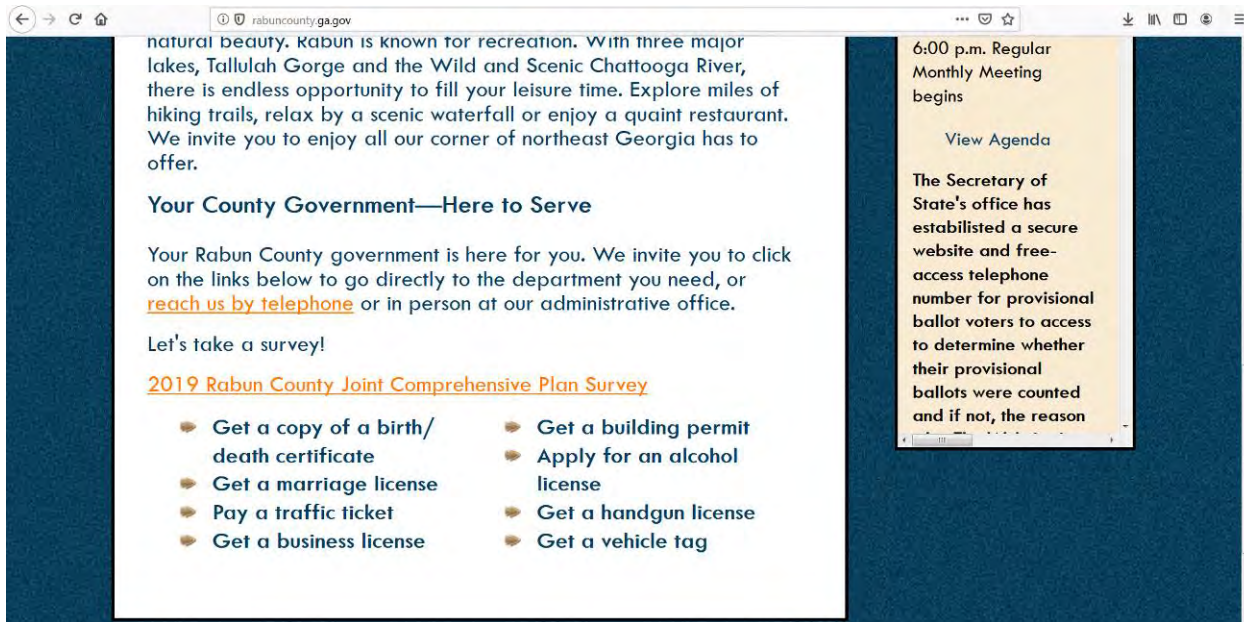 rabuncounty.ga.gov
natural beauty. Rabun is known for recreation. With three major
lakes, Tallulah Gorge and the Wild and Scenic Chattooga River,
there is endless opportunity to fill your leisure time. Explore miles of
hiking trails, relax by a scenic waterfall or enjoy a quaint restaurant.
We invite you to enjoy all our corner of northeast Georgia has to
offer.
Your County Government—Here to Serve
Your Rabun County government is here for you. We invite you to click
on the links below to go directly to the department you need, or
reach us by telephone or in person at our administrative office.
Let's take a survey!
2019 Rabun County Joint Comprehensive Plan Survey
Get a copy of a birth/
death certificate
Get a marriage license
Pay a traffic ticket
Get a business license
Get a building permit
Apply for an alcohol
license
Get a handgun license
Get a vehicle tag
6:00 p.m. Regular
Monthly Meeting
begins
View Agenda
The Secretary of
State's office has
estabilisted a secure
website and free-
access telephone
number for provisional
ballot voters to access
to determine whether
their provisional
ballots were counted
and if not, the reason